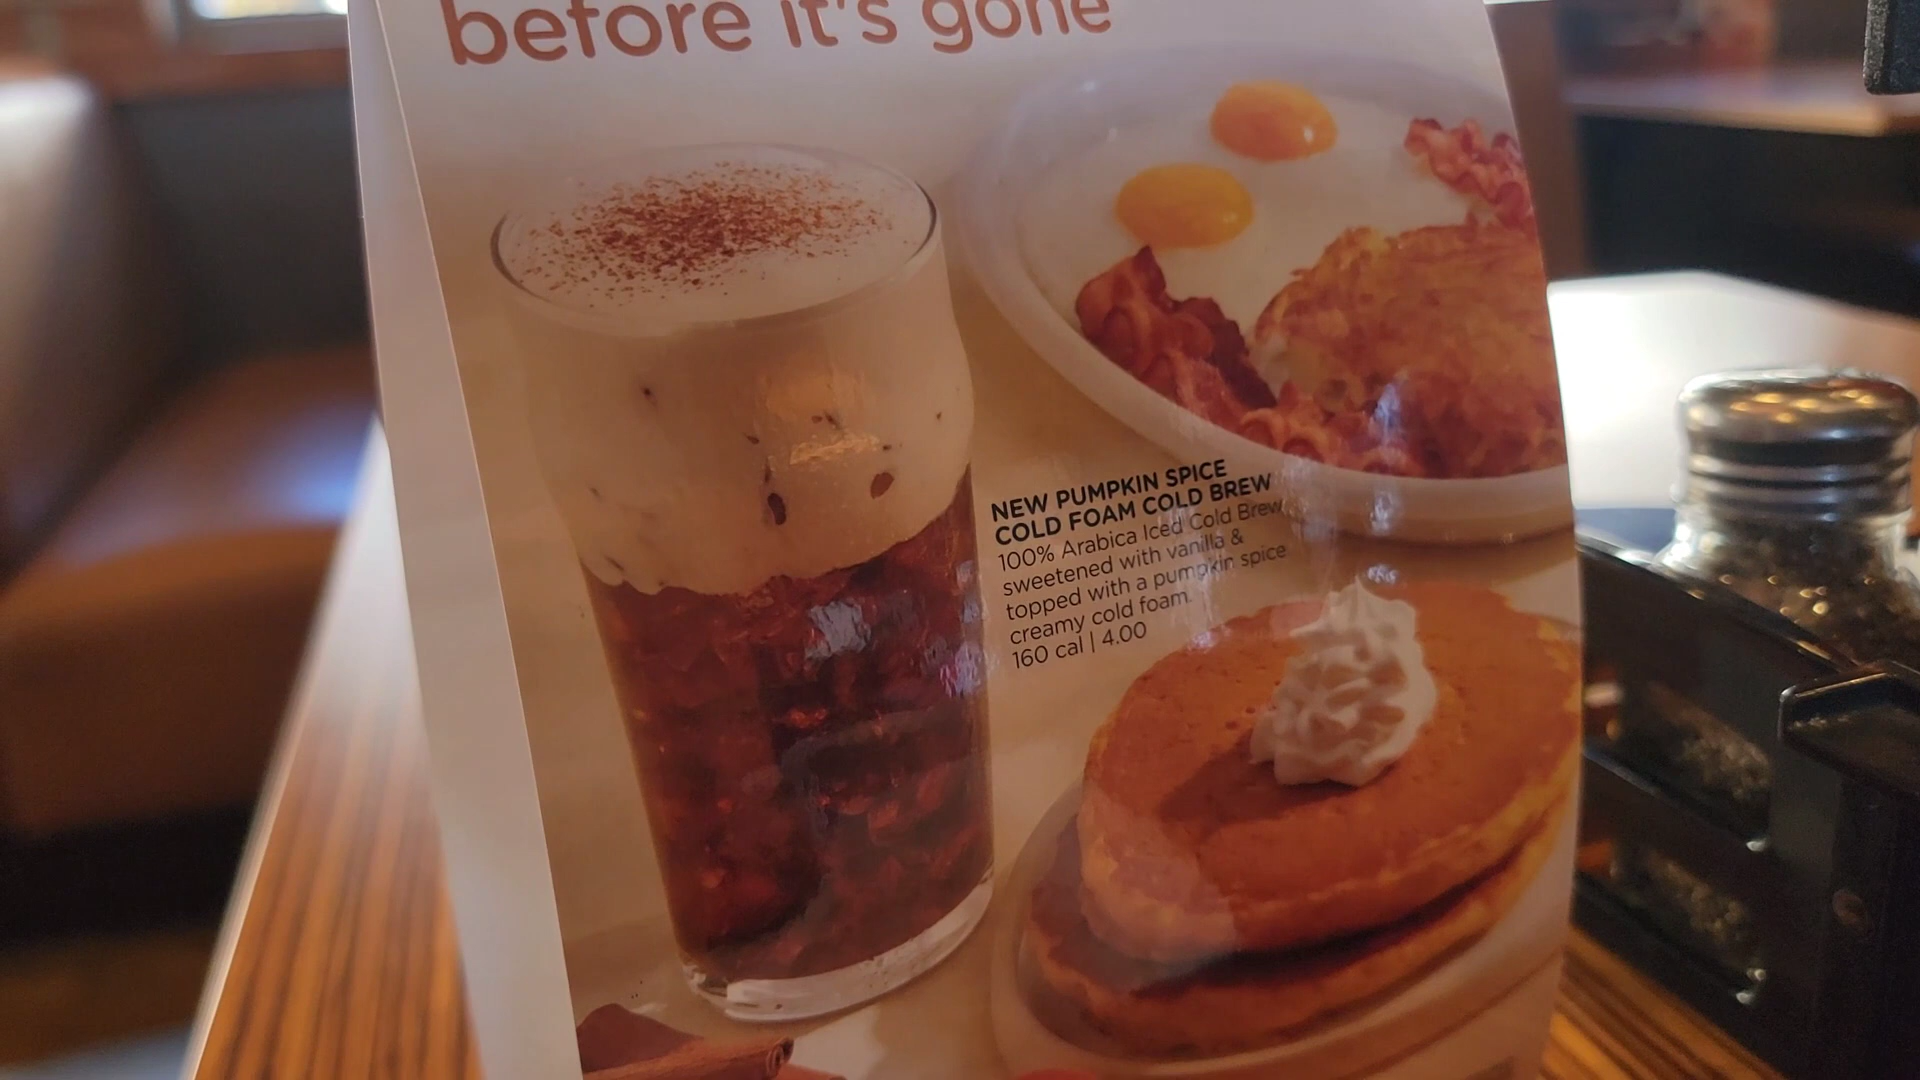 before it's gone
NEW PUMPKIN SPICE
COLD FOAM COLD BREW
100% Arabica Iced Cold Brew
sweetened with vanilla &
topped with a pumpkin spice
creamy cold foam.
160 cal | 4.00